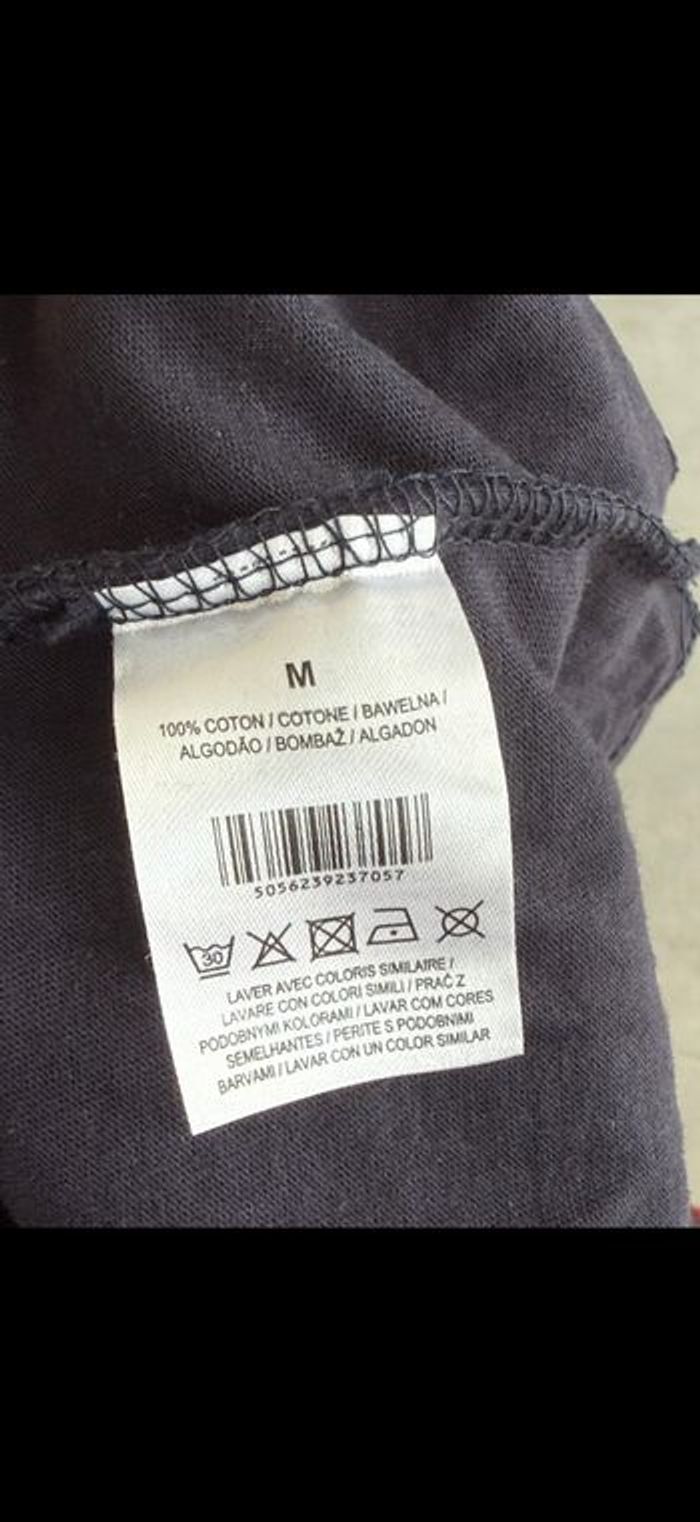 M
100% COTON / COTONE / BAWELNA /
ALGODÃO / BOMBAŽ / ALGADON
5056239237057
30
LAVER AVEC COLORIS SIMILAIRE /
LAVARE CON COLORI SIMILI / PRAĆ Z
PODOBNYMI KOLORAMI / LAVAR COM CORES
SEMELHANTES / PERITE S PODOBNIMI
BARVAMI / LAVAR CON UN COLOR SIMILAR